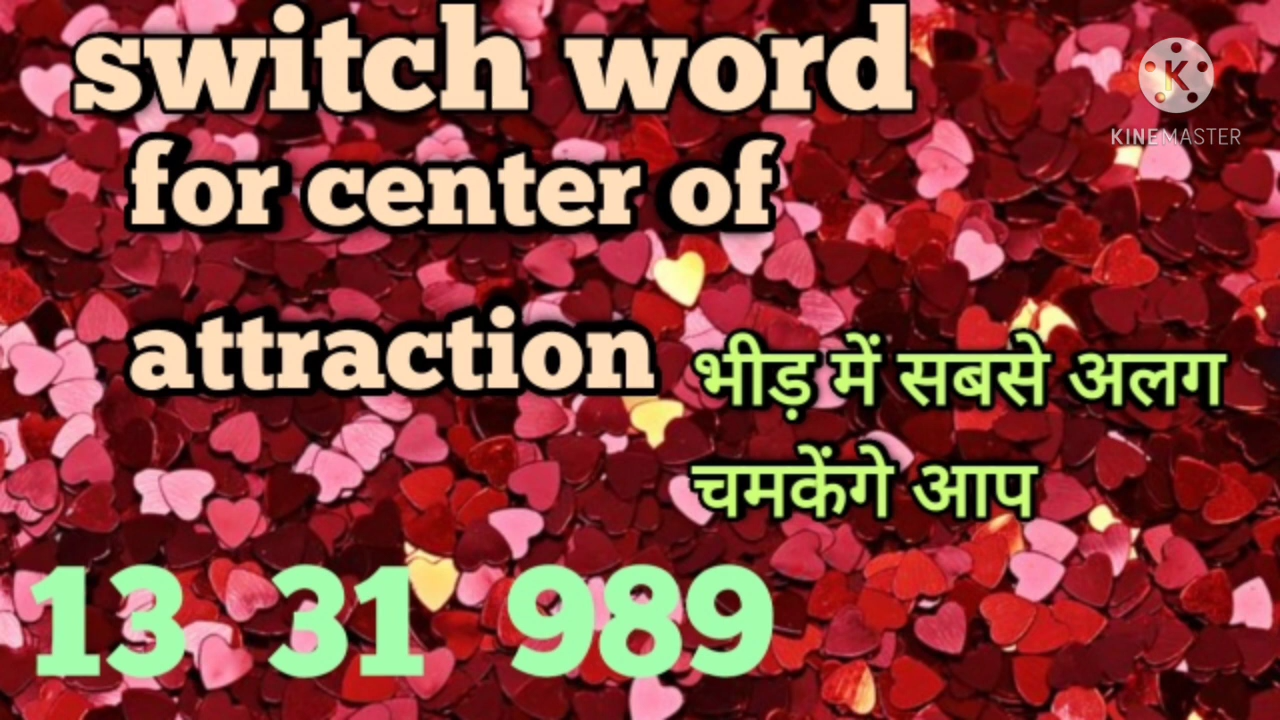 switch word
K
KINEMASTER
for center of
attraction
भीड़ में सबसे अलग
चमकेंगे आप
13 31 989